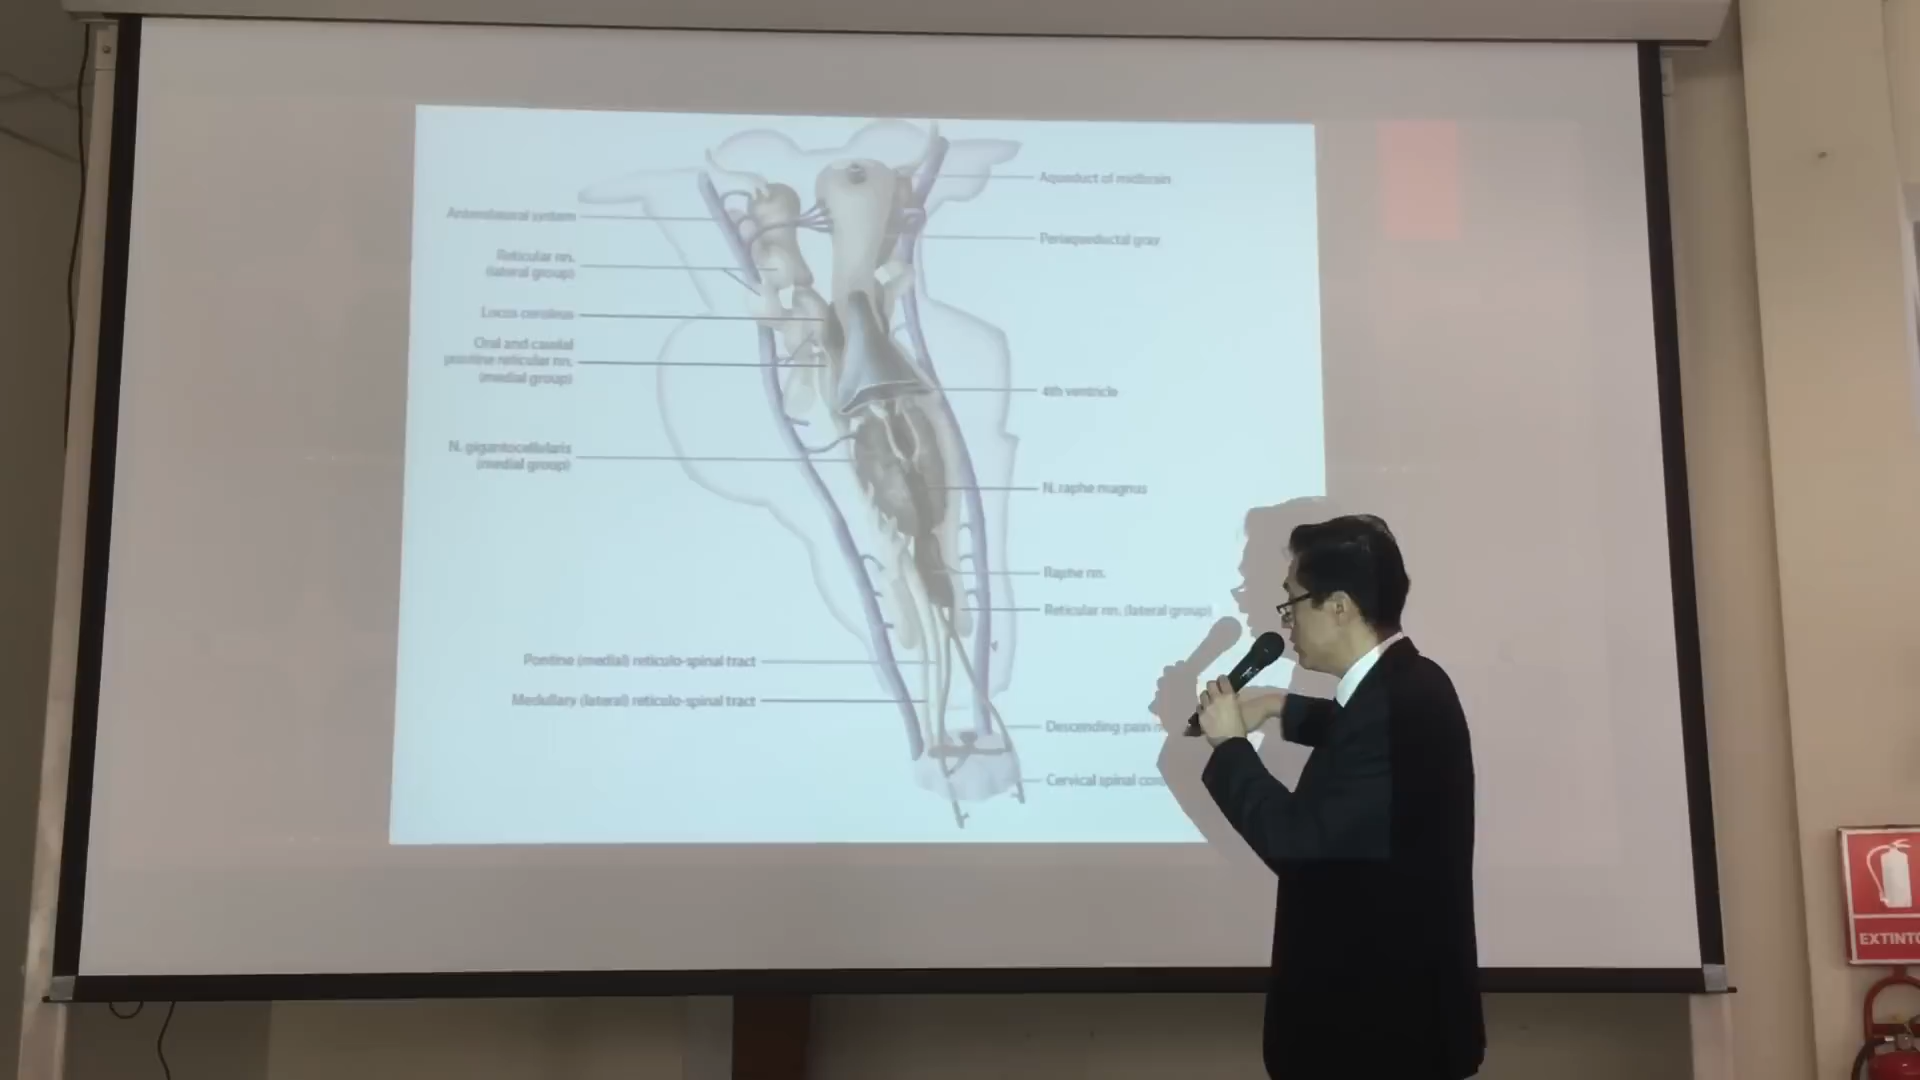 Aqueduct of midbrain
Anterolateral system
Periaqueductal gray
Reticular nn.
(lateral group)
Locus ceruleus
Oral and caudal
pontine reticular nn.
(medial group)
4th ventricle
N. gigantocellularis
(medial group)
N. raphe magnus
Raphe nn.
Reticular nn. (lateral group)
Pontine (medial) reticulo-spinal tract
Medullary (lateral) reticulo-spinal tract
Descending pain
Cervical spinal cord
EXTINTO